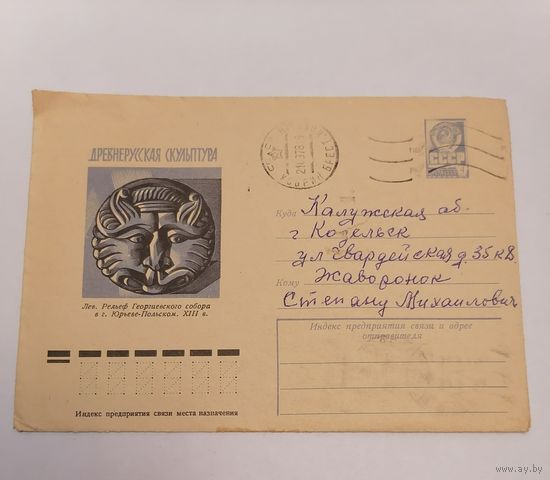 ДРЕВНЕРУССКАЯ СКУЛЬПТУРА
Лев. Рельеф Георгиевского собора
в г. Юрьеве-Польском. XIII в.
Индекс предприятия связи места назначения
СССР
Куда Калужская об.
г Козельск
ул Гвардейская д. 35 кв
Кому Жаворонок
Степану Михаилович
Индекс предприятия связи и адрес
отправителя
www.ay.by